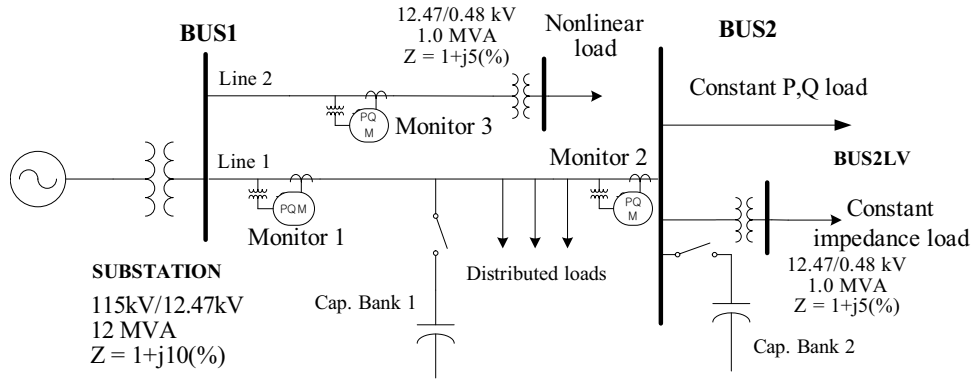 12.47/0.48 kV
1.0 MVA
Z = 1+j5(%)
Nonlinear
load
BUS1
BUS2
Line 2
PQ
M
Monitor 3
Constant P,Q load
Line 1
PQM
Monitor 1
Monitor 2
PQ
M
BUS2LV
Constant
impedance load
12.47/0.48 kV
1.0 MVA
Z = 1+j5(%)
SUBSTATION
115kV/12.47kV
12 MVA
Z = 1+j10(%)
Distributed loads
Cap. Bank 1
Cap. Bank 2